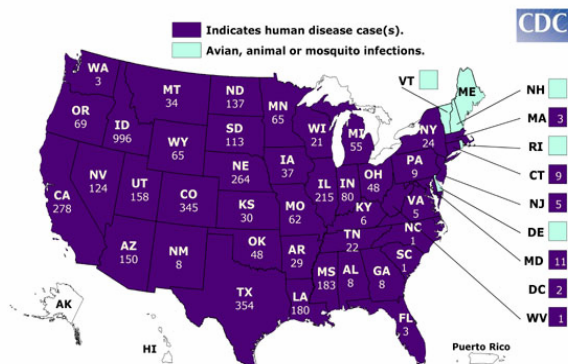 Indicates human disease case(s).
Avian, animal or mosquito infections.
CDC
WA
3
MT
34
ND
137
MN
65
VT
ME
NH
OR
69
ID
996
WY
65
SD
113
WI
21
MI
55
NY
24
MA 3
RI
NV
124
UT
158
CO
345
NE
264
IA
37
IL
215
IN
80
OH
48
PA
9
CT 9
CA
278
KS
30
MO
62
KY
6
VA
5
NJ 5
DE
AZ
150
NM
8
OK
48
AR
29
TN
22
NC
1
MD 11
SC
1
DC 2
TX
354
LA
180
MS
183
AL
8
GA
8
WV 1
FL
3
AK
HI
Puerto Rico